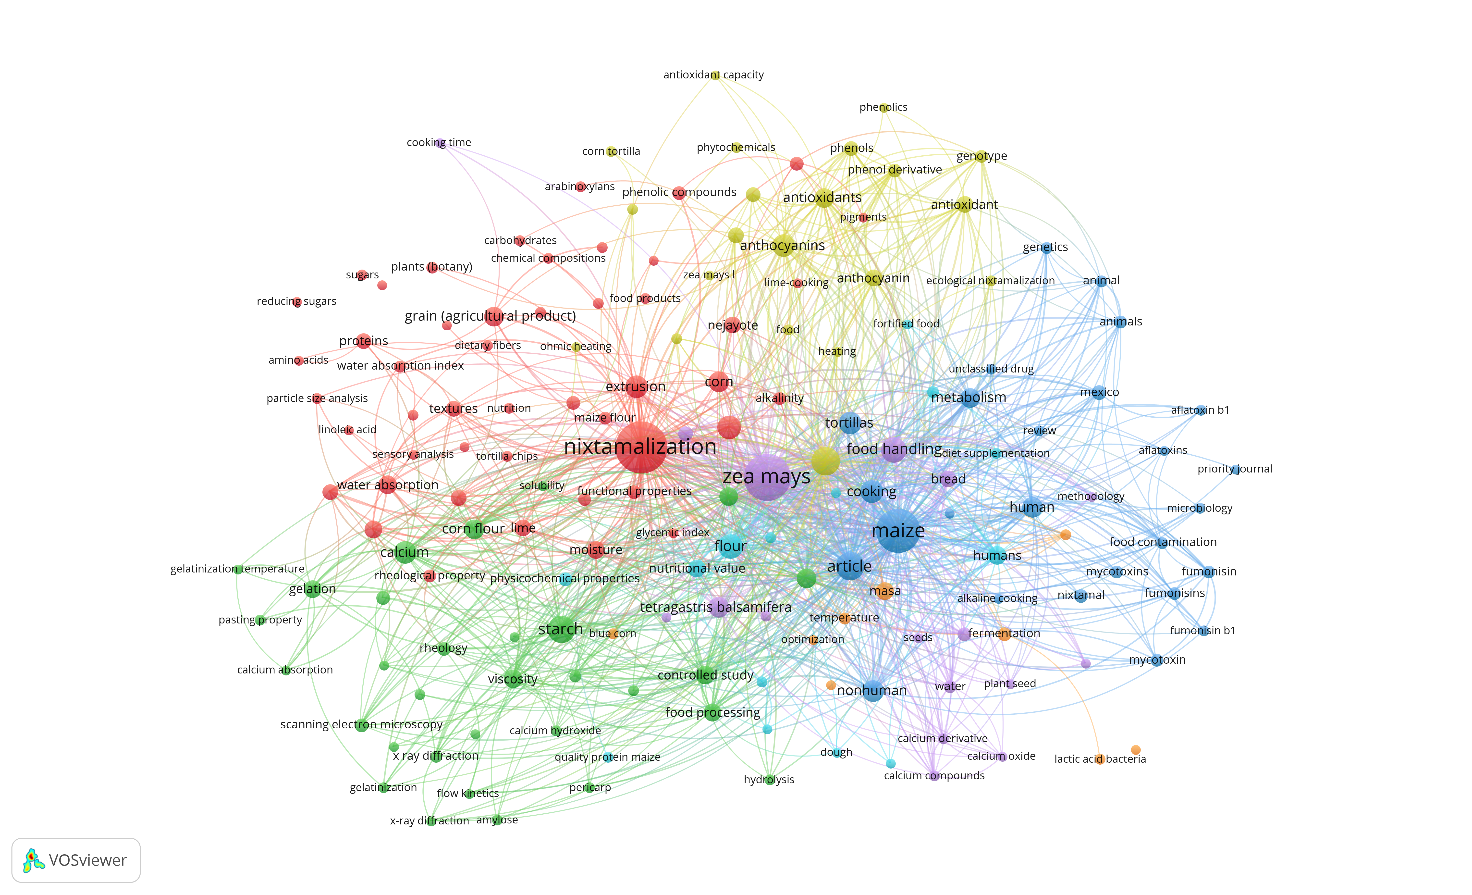 antioxidant capacity
phenolics
cooking time
corn tortilla
phytochemicals
phenols
genotype
phenol derivative
arabinoxylans
phenolic compounds
antioxidants
antioxidant
pigments
carbohydrates
anthocyanins
genetics
chemical compositions
plants (botany)
sugars
zea mays l
lime-cooking
anthocyanin
ecological nixtamalization
animal
reducing sugars
food products
grain (agricultural product)
nejayote
food
fortified food
animals
proteins
dietary fibers
ohmic heating
heating
amino acids
water absorption index
unclassified drug
extrusion
corn
particle size analysis
alkalinity
metabolism
mexico
textures
nutrition
maize flour
tortillas
aflatoxin b1
linoleic acid
review
nixtamalization
food handling
sensory analysis
tortilla chips
diet supplementation
aflatoxins
priority journal
zea mays
bread
water absorption
solubility
functional properties
cooking
methodology
human
microbiology
corn flour
lime
glycemic index
maize
food contamination
calcium
moisture
flour
humans
gelatinization temperature
rheological property
physicochemical properties
nutritional value
article
mycotoxins
fumonisin
gelation
masa
alkaline cooking
nixtamal
fumonisins
tetragastris balsamifera
pasting property
temperature
starch
blue corn
optimization
seeds
fermentation
fumonisin b1
rheology
mycotoxin
calcium absorption
viscosity
controlled study
nonhuman
water
plant seed
food processing
scanning electron microscopy
calcium hydroxide
calcium derivative
x ray diffraction
quality protein maize
dough
calcium oxide
lactic acid bacteria
hydrolysis
calcium compounds
gelatinization
flow kinetics
pericarp
x-ray diffraction
amylose
VOSviewer